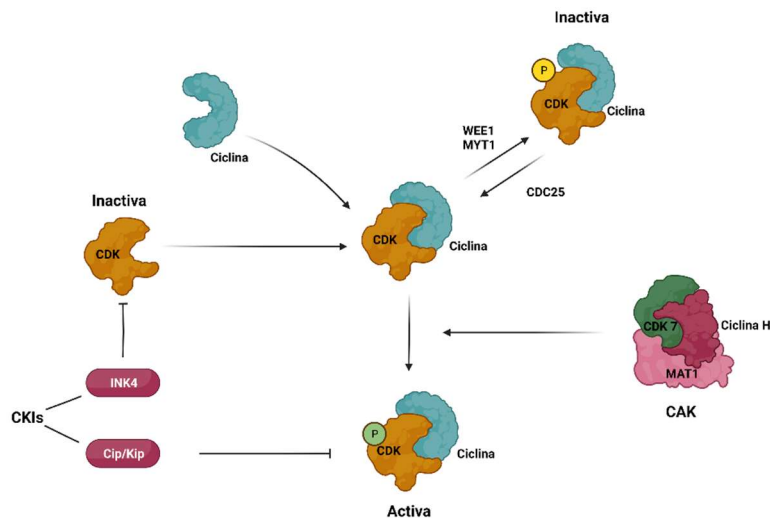 Inactiva
P
CDK
Ciclina
Ciclina
WEE1
MYT1
CDC25
Inactiva
CDK
CDK
Ciclina
CDK 7
Ciclina H
MAT1
CAK
INK4
CKIs
Cip/Kip
P
CDK
Ciclina
Activa